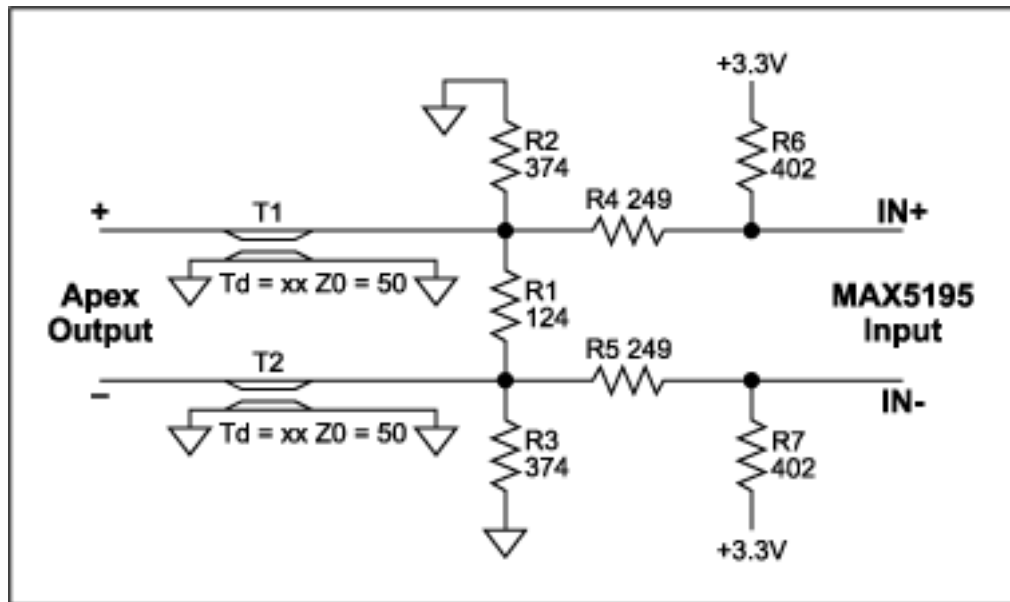 +3.3V
R2
374
R6
402
R4 249
+
T1
IN+
Td = xx Z0 = 50
Apex
Output
R1
124
MAX5195
Input
R5 249
T2
–
IN-
Td = xx Z0 = 50
R3
374
R7
402
+3.3V